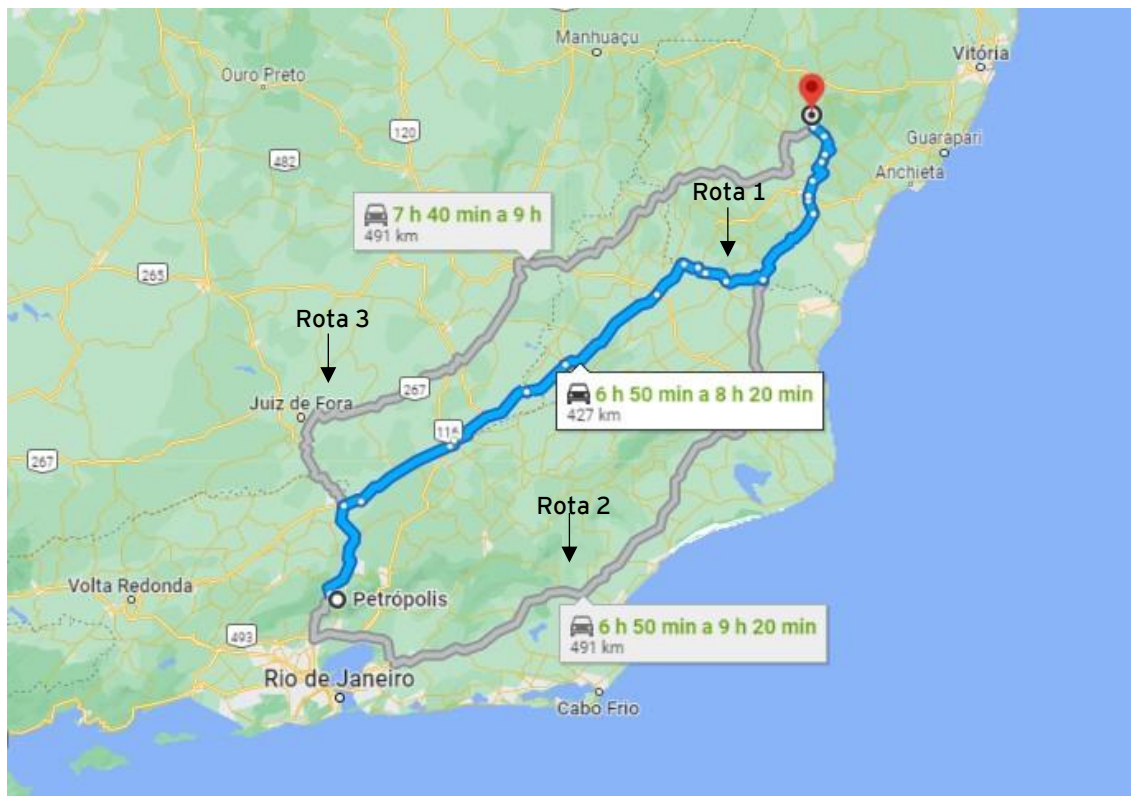 Manhuaçu
Vitória
Ouro Preto
120
Guarapari
482
Anchieta
Rota 1
7 h 40 min a 9 h
491 km
265
Rota 3
267
6 h 50 min a 8 h 20 min
427 km
Juiz de Fora
116
267
Rota 2
Volta Redonda
Petrópolis
493
6 h 50 min a 9 h 20 min
491 km
Rio de Janeiro
Cabo Frio